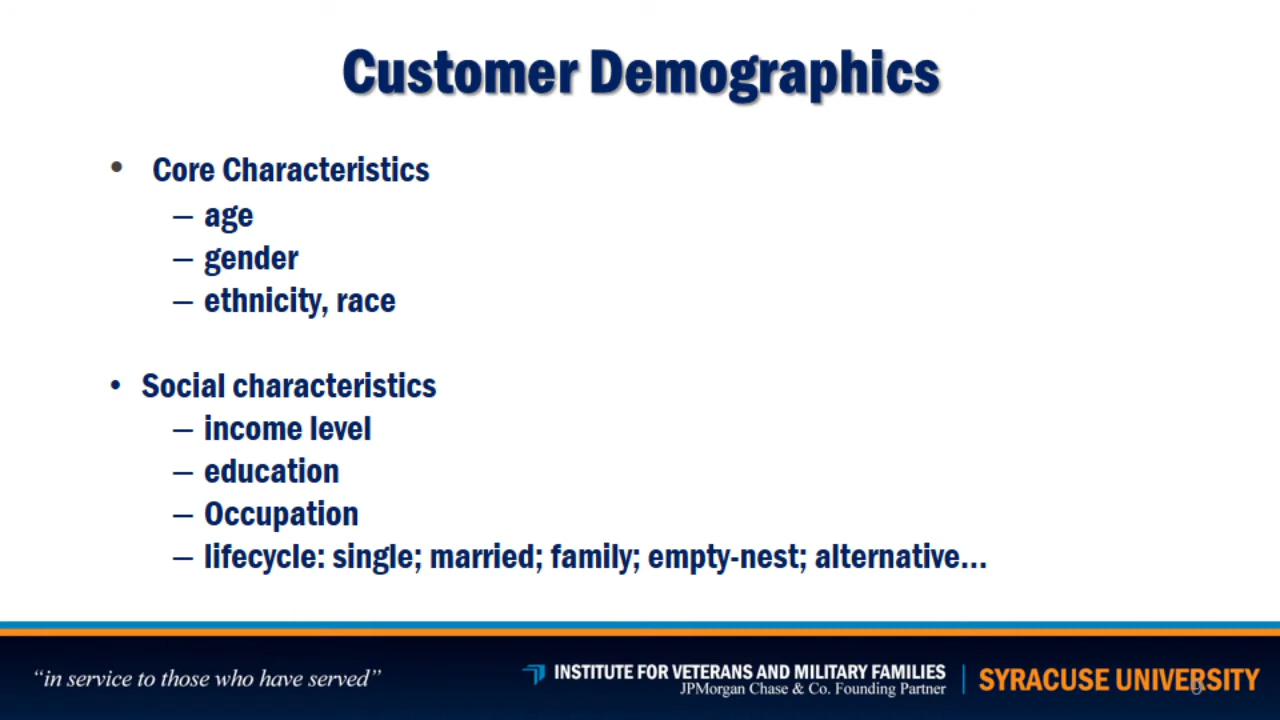 Customer Demographics
• Core Characteristics
– age
– gender
– ethnicity, race
• Social characteristics
– income level
– education
– Occupation
– lifecycle: single; married; family; empty-nest; alternative...
“in service to those who have served”
INSTITUTE FOR VETERANS AND MILITARY FAMILIES
JPMorgan Chase & Co. Founding Partner
SYRACUSE UNIVERSITY